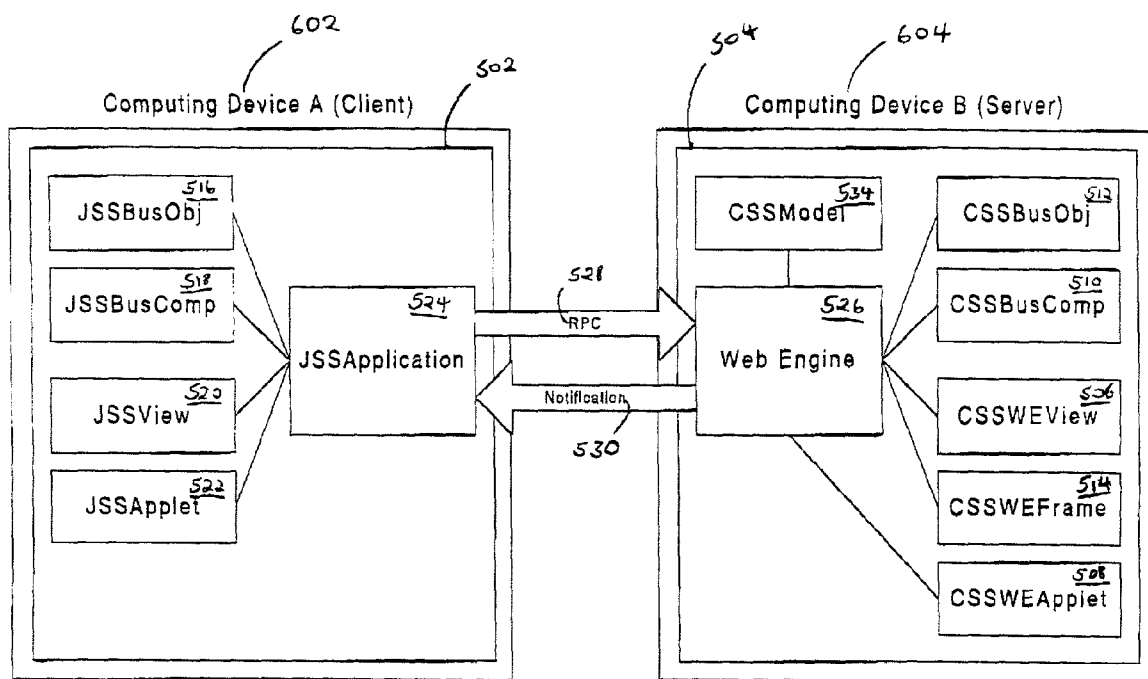 602
502
504
604
Computing Device A (Client)
Computing Device B (Server)
516
JSSBusObj
518
JSSBusComp
520
JSSView
522
JSSApplet
524
JSSApplication
528
RPC
Notification
530
534
CSSModel
526
Web Engine
512
CSSBusObj
510
CSSBusComp
506
CSSWEView
514
CSSWEFrame
508
CSSWEApplet